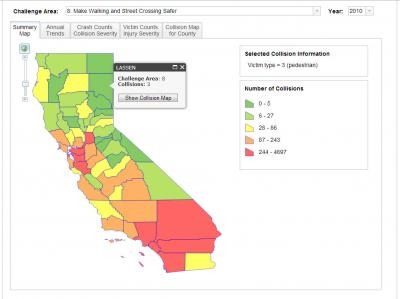 Challenge Area: 8: Make Walking and Street Crossing Safer Year: 2010
Summary Map
Annual Trends
Crash Counts Collision Severity
Victim Counts Injury Severity
Collision Map for County
LASSEN
Challenge Area: 8
Collisions: 3
Show Collision Map
Selected Collision Information
Victim type = 3 (pedestrian)
Number of Collisions
0 - 5
6 - 27
28 - 86
87 - 243
244 - 4697